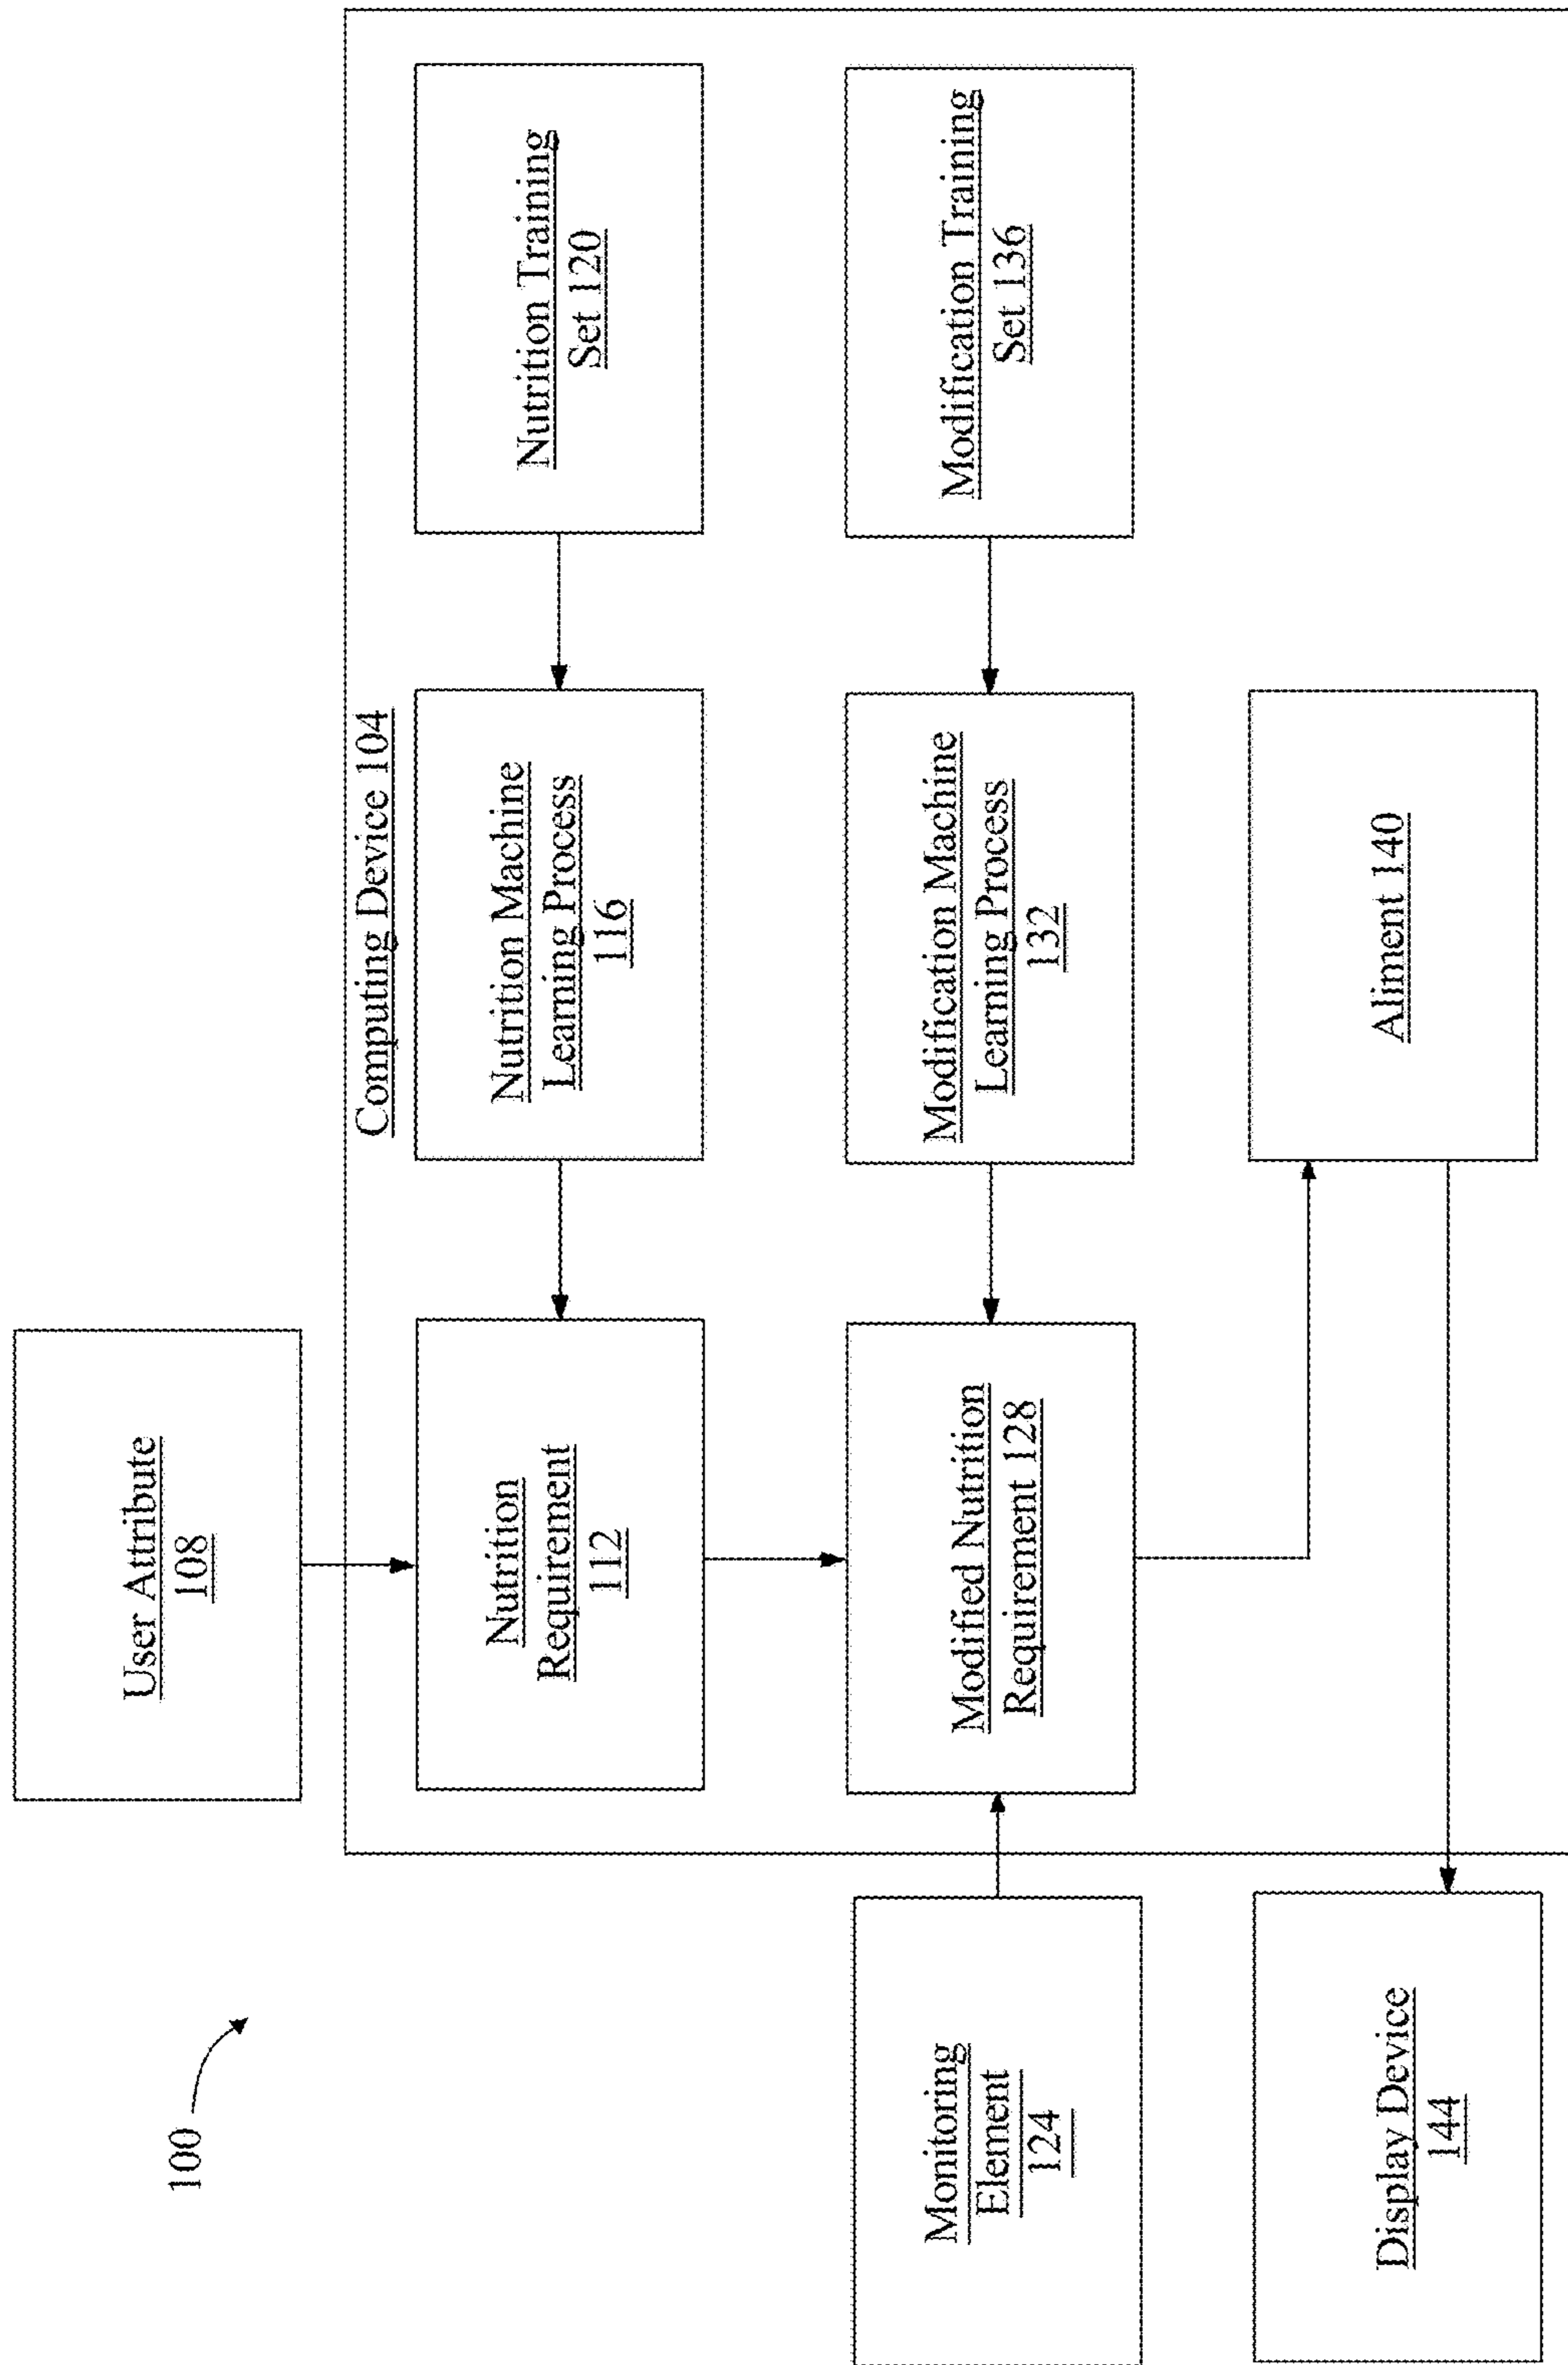 100
User Attribute
108
Computing Device 104
Nutrition
Requirement
112
Nutrition Machine
Learning Process
116
Nutrition Training
Set 120
Monitoring
Element
124
Modified Nutrition
Requirement 128
Modification Machine
Learning Process
132
Modification Training
Set 136
Display Device
144
Aliment 140